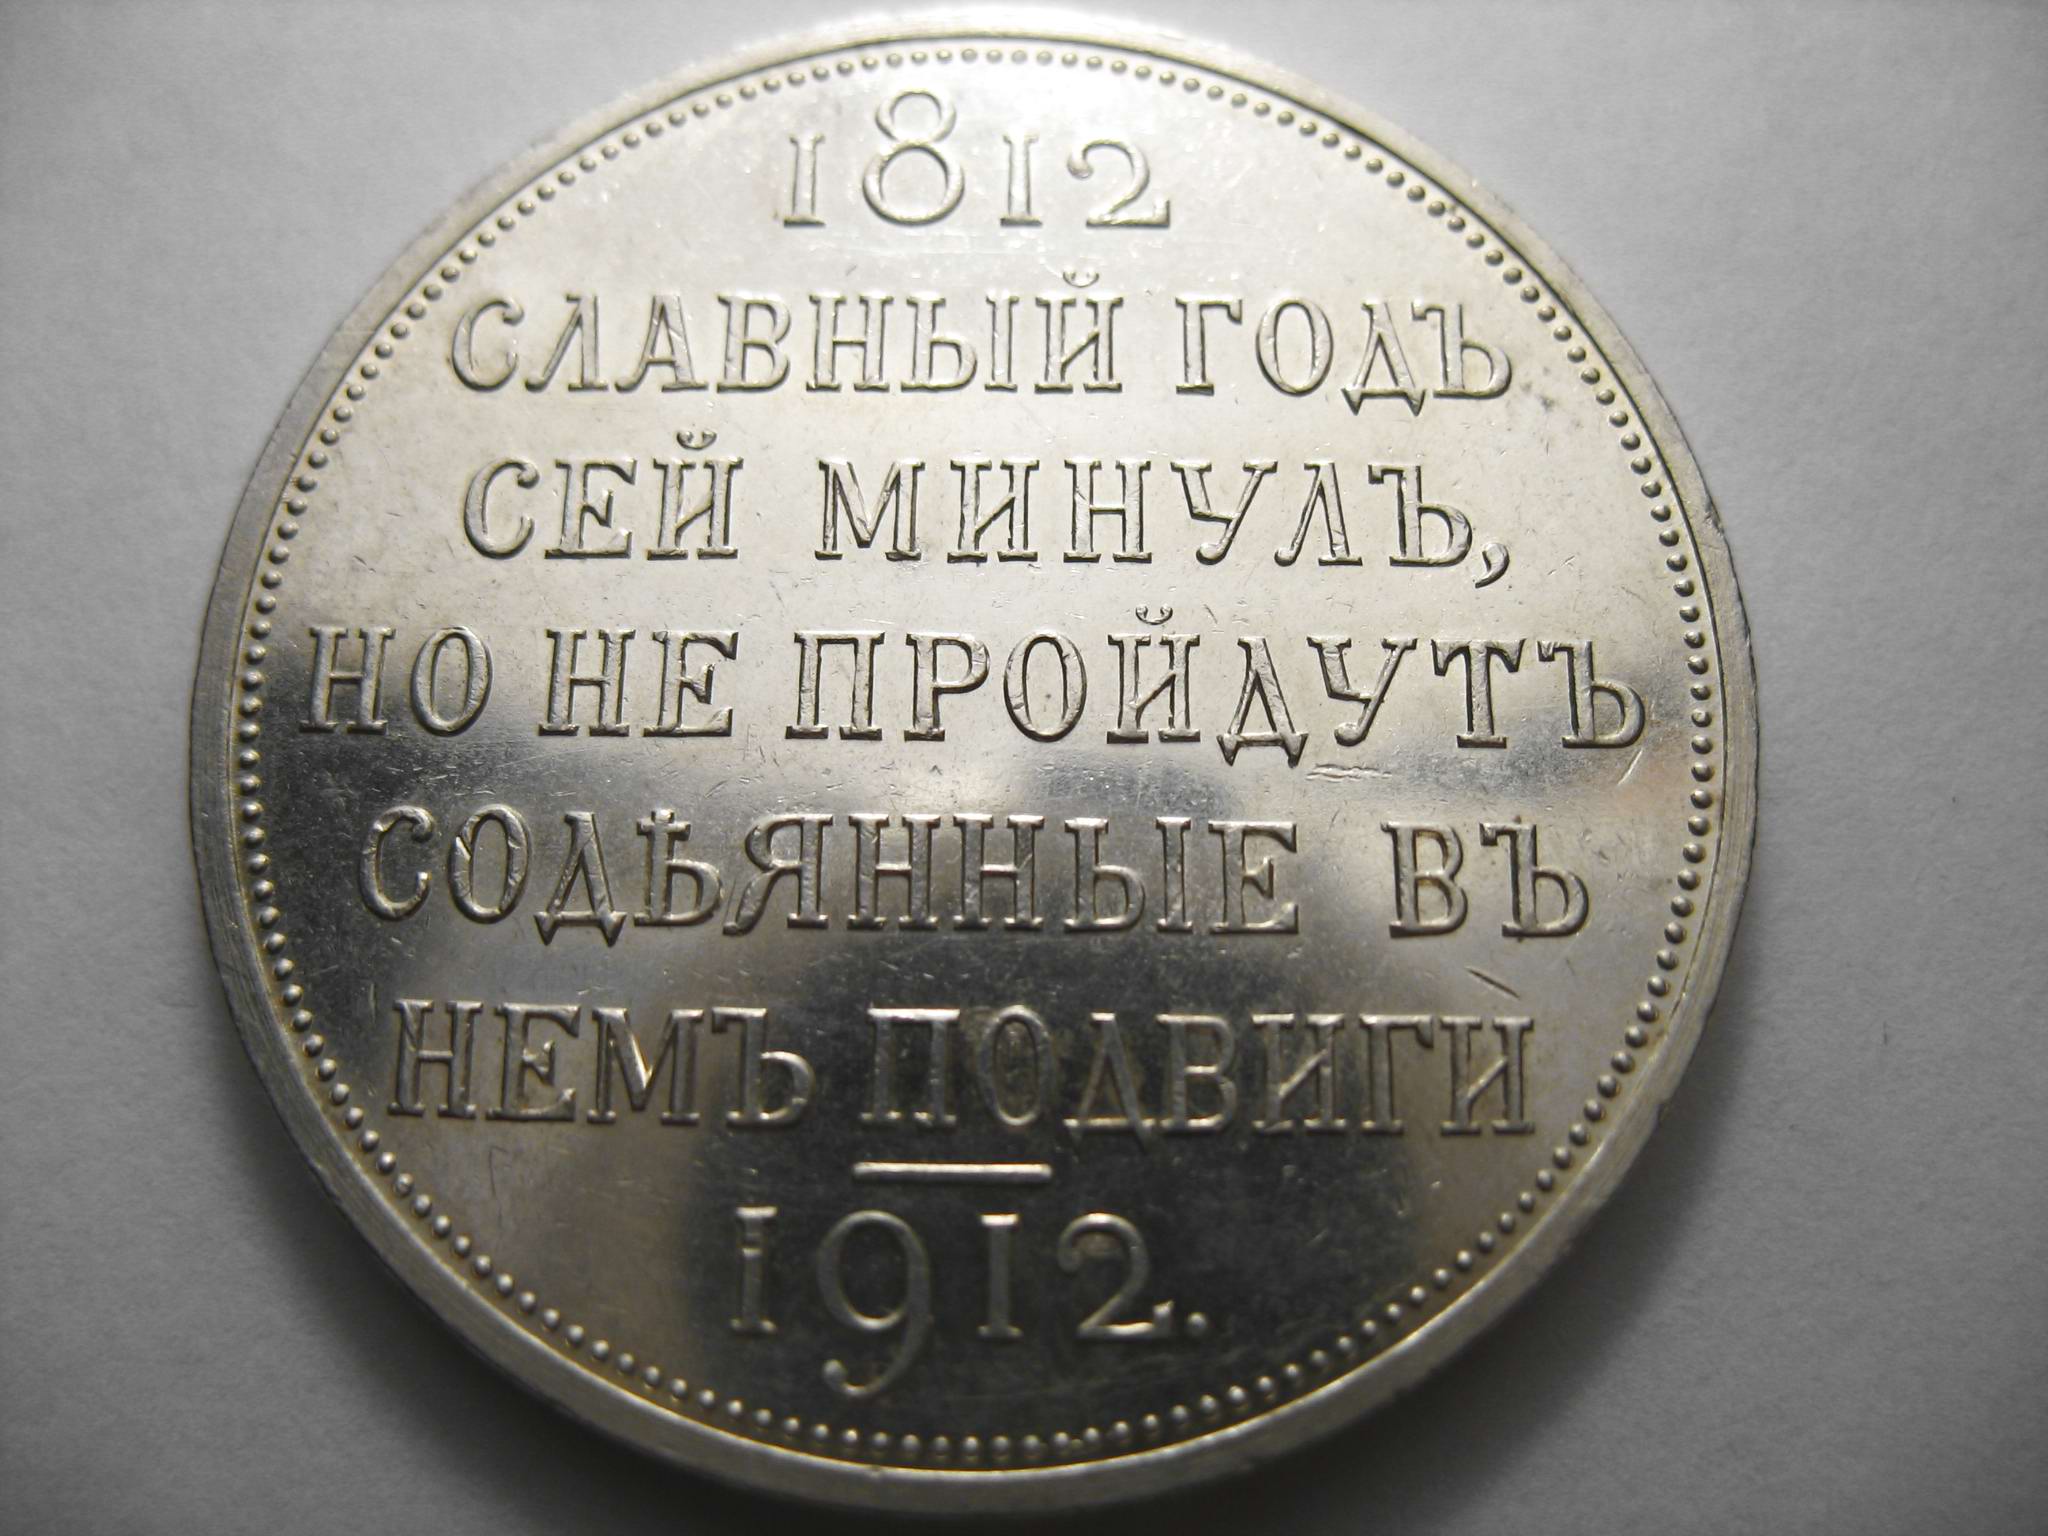 1812
СЛАВНЫЙ ГОДЪ
СЕЙ МИНУЛЪ,
НО НЕ ПРОЙДУТЪ
СОДѢЯННЫЕ ВЪ
НЕМЪ ПОДВИГИ
1912.